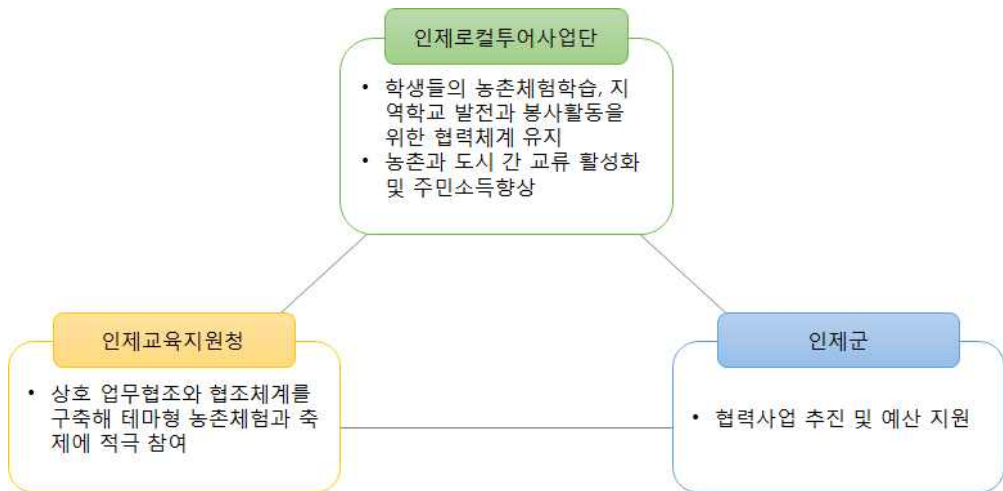 인제로컬투어사업단
• 학생들의 농촌체험학습, 지
역학교 발전과 봉사활동을
위한 협력체계 유지
• 농촌과 도시 간 교류 활성화
및 주민소득향상
인제교육지원청
• 상호 업무협조와 협조체계를
구축해 테마형 농촌체험과 축
제에 적극 참여
인제군
• 협력사업 추진 및 예산 지원